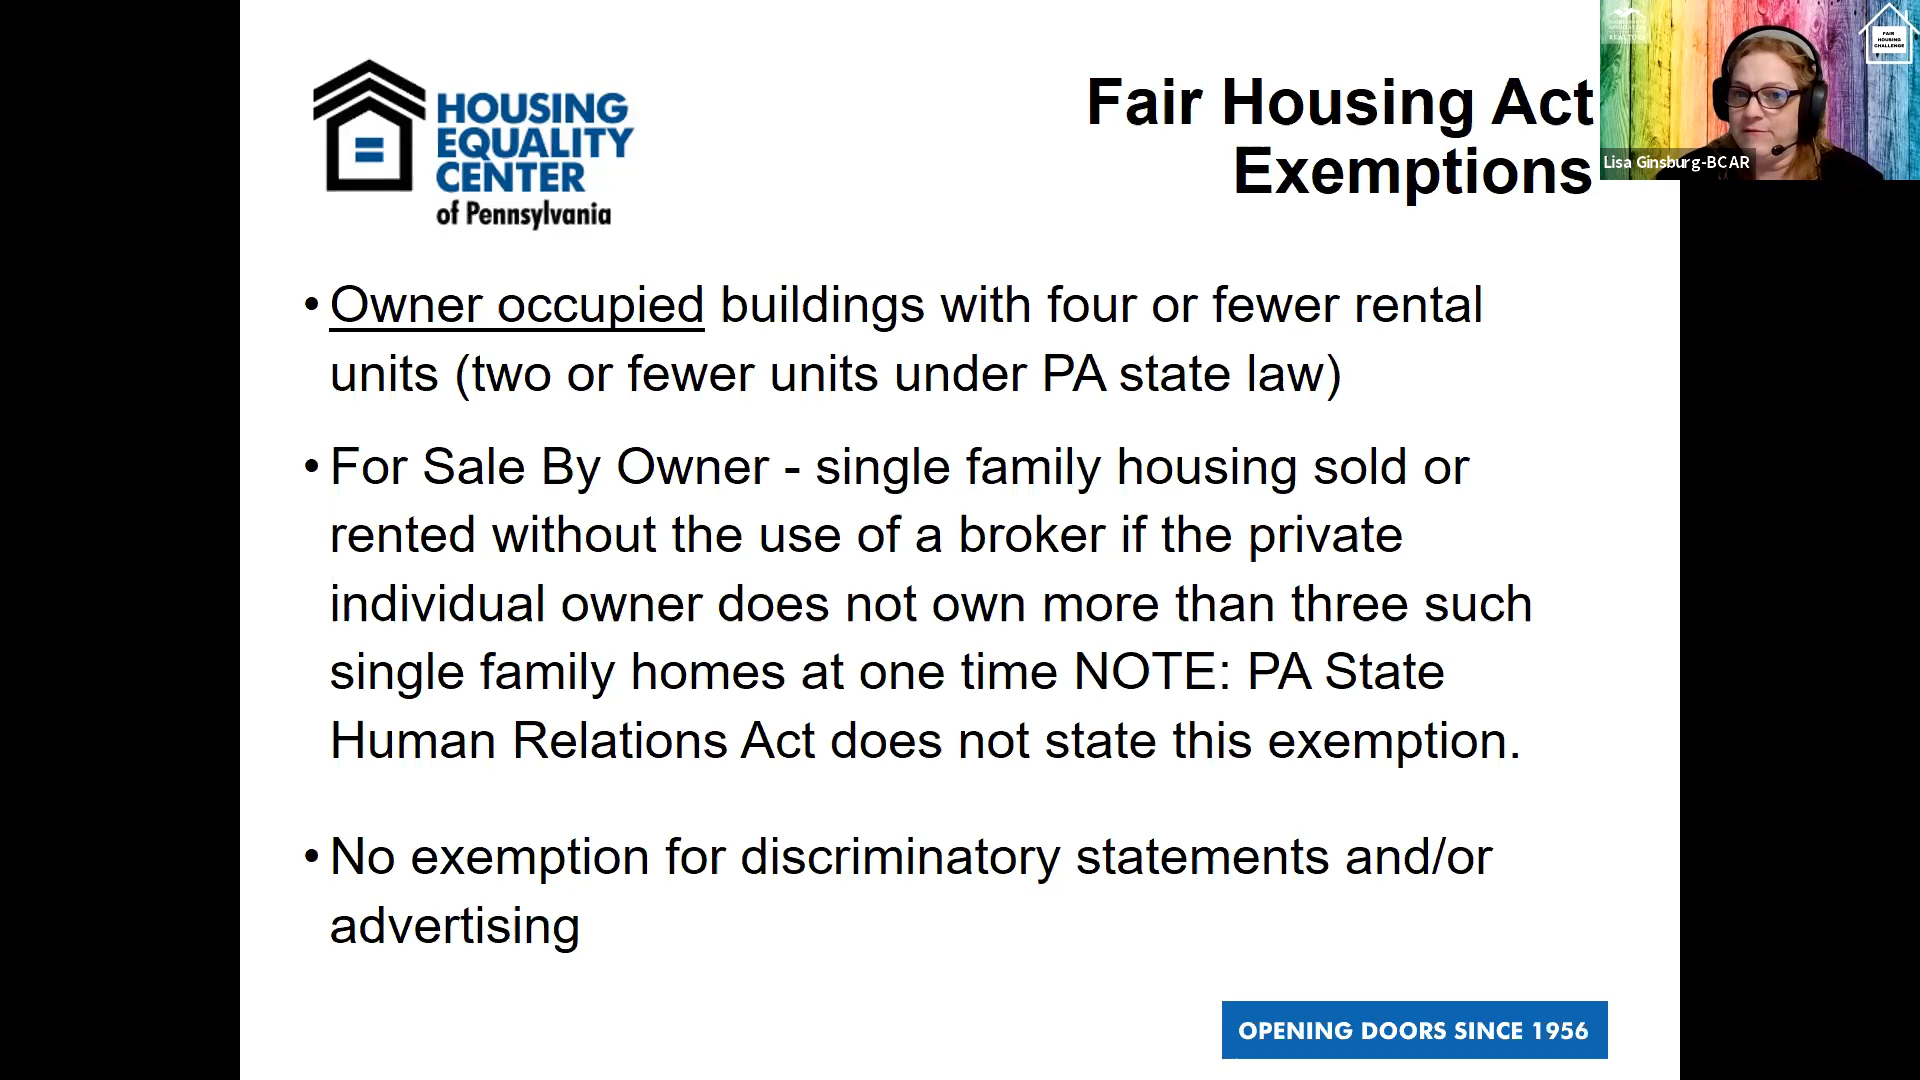 HOUSING
EQUALITY
CENTER
of Pennsylvania
Fair Housing Act
Exemptions
FAIR
HOUSING
CHALLENGE
Lisa Ginsburg-BCAR
• Owner occupied buildings with four or fewer rental
units (two or fewer units under PA state law)
• For Sale By Owner - single family housing sold or
rented without the use of a broker if the private
individual owner does not own more than three such
single family homes at one time NOTE: PA State
Human Relations Act does not state this exemption.
• No exemption for discriminatory statements and/or
advertising
OPENING DOORS SINCE 1956